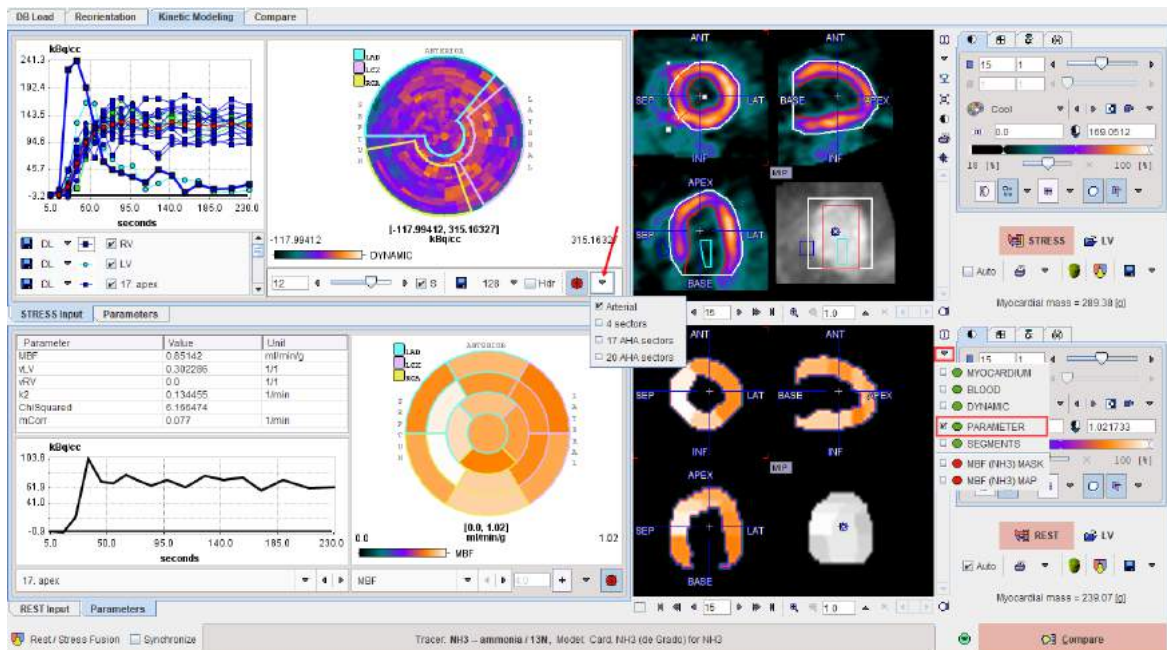 DB Load Reorientation Kinetic Modeling Compare
kBq/cc
241.3
192.4
143.5
94.6
45.7
-3.2
5.0 50.0 95.0 140.0 185.0 230.0
seconds
DL RV
DL LV
DL 17. apex
ANTERIOR
LAD
LCX
RCA
SEPTUM
LATERAL
[-117.99412, 315.16327]
kBq/cc
-117.99412 315.16327
DYNAMIC
12 S 128 Hdr
Arterial
4 sectors
17 AHA sectors
20 AHA sectors
STRESS Input Parameters
ANT ANT
SEP LAT BASE APEX
INF INF
APEX MIP
SEP LAT
BASE
15 1.0
15 1
1 1
Cool
0.0 169.0512
18 [%] 100 [%]
STRESS LV
Auto
Myocardial mass = 289.38 [g]
Parameter Value Unit
MBF 0.85142 ml/min/g
vLV 0.302286 1/1
vRV 0.0 1/1
k2 0.134455 1/min
ChiSquared 6.166474
mCorr 0.077 1/min
kBq/cc
103.8
61.9
41.0
-0.9
5.0 50.0 95.0 140.0 185.0 230.0
seconds
17. apex
ANTERIOR
LAD
LCX
RCA
SEPTUM
LATERAL
[0.0, 1.02]
ml/min/g
0.0 1.02
MBF
MBF 4.0
REST Input Parameters
ANT ANT
SEP LAT BASE APEX
INF INF
APEX MIP
SEP LAT
BASE
15 1.0
15 1
MYOCARDIUM
BLOOD
DYNAMIC
PARAMETER
SEGMENTS
MBF (NH3) MASK
MBF (NH3) MAP
1.021733
100 [%]
REST LV
Auto
Myocardial mass = 239.07 [g]
Rest / Stress Fusion Synchronize
Tracer: NH3 – ammonia / 13N, Model: Card. NH3 (de Grado) for NH3
Compare